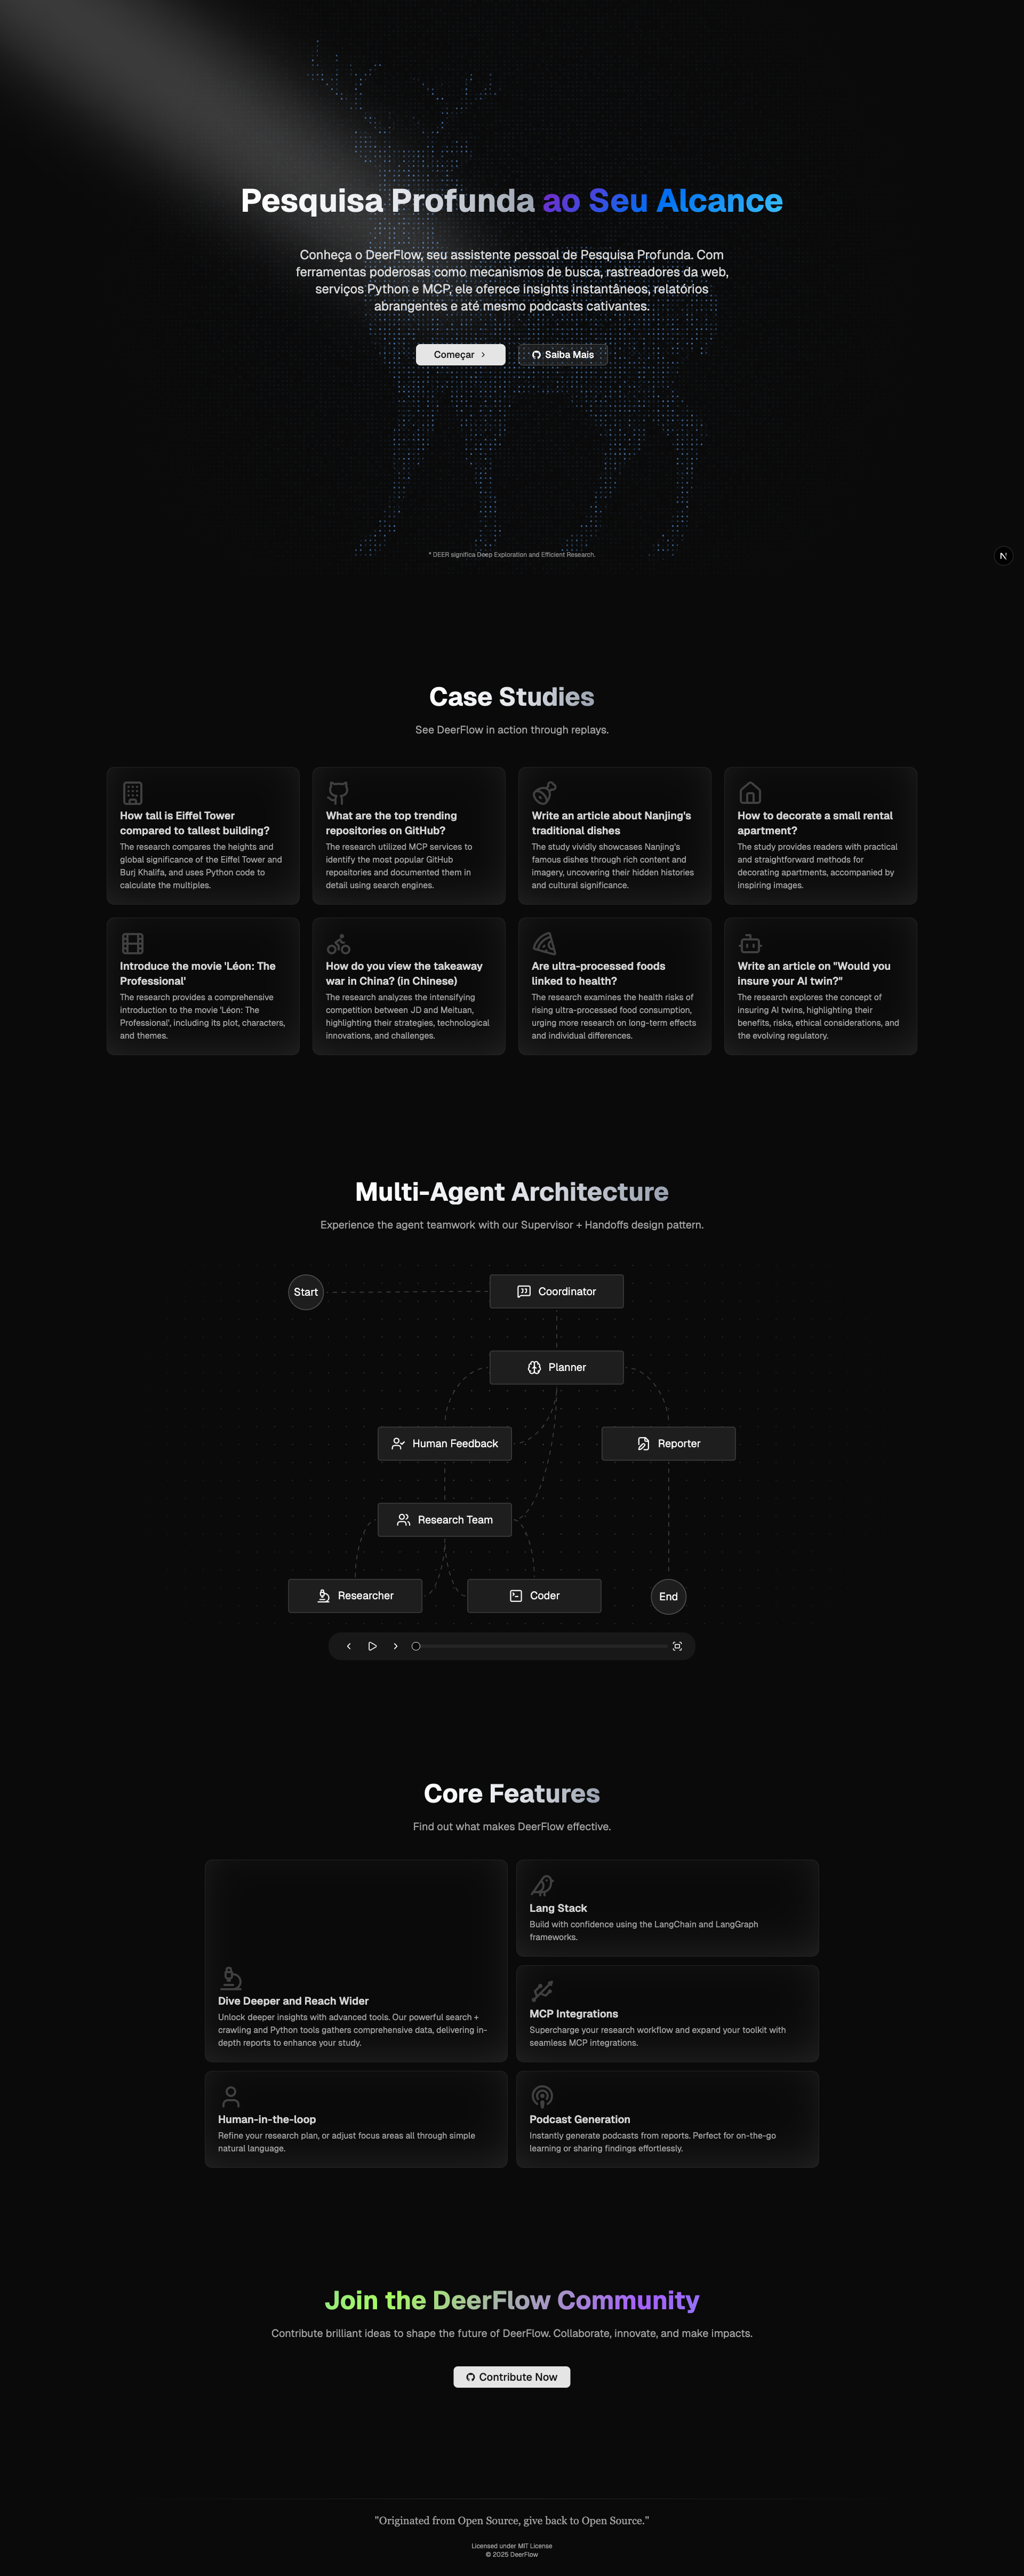 Pesquisa Profunda ao Seu Alcance
Conheça o DeerFlow, seu assistente pessoal de Pesquisa Profunda. Com
ferramentas poderosas como mecanismos de busca, rastreadores da web,
serviços Python e MCP, ele oferece insights instantâneos, relatórios
abrangentes e até mesmo podcasts cativantes.
Começar
Saiba Mais
* DEER significa Deep Exploration and Efficient Research.
N
Case Studies
See DeerFlow in action through replays.
How tall is Eiffel Tower
compared to tallest building?
The research compares the heights and
global significance of the Eiffel Tower and
Burj Khalifa, and uses Python code to
calculate the multiples.
What are the top trending
repositories on GitHub?
The research utilized MCP services to
identify the most popular GitHub
repositories and documented them in
detail using search engines.
Write an article about Nanjing's
traditional dishes
The study vividly showcases Nanjing's
famous dishes through rich content and
imagery, uncovering their hidden histories
and cultural significance.
How to decorate a small rental
apartment?
The study provides readers with practical
and straightforward methods for
decorating apartments, accompanied by
inspiring images.
Introduce the movie 'Léon: The
Professional'
The research provides a comprehensive
introduction to the movie 'Léon: The
Professional', including its plot, characters,
and themes.
How do you view the takeaway
war in China? (in Chinese)
The research analyzes the intensifying
competition between JD and Meituan,
highlighting their strategies, technological
innovations, and challenges.
Are ultra-processed foods
linked to health?
The research examines the health risks of
rising ultra-processed food consumption,
urging more research on long-term effects
and individual differences.
Write an article on "Would you
insure your AI twin?"
The research explores the concept of
insuring AI twins, highlighting their
benefits, risks, ethical considerations, and
the evolving regulatory.
Multi-Agent Architecture
Experience the agent teamwork with our Supervisor + Handoffs design pattern.
Start
Coordinator
Planner
Human Feedback
Reporter
Research Team
Researcher
Coder
End
Core Features
Find out what makes DeerFlow effective.
Dive Deeper and Reach Wider
Unlock deeper insights with advanced tools. Our powerful search +
crawling and Python tools gathers comprehensive data, delivering in-
depth reports to enhance your study.
Lang Stack
Build with confidence using the LangChain and LangGraph
frameworks.
MCP Integrations
Supercharge your research workflow and expand your toolkit with
seamless MCP integrations.
Human-in-the-loop
Refine your research plan, or adjust focus areas all through simple
natural language.
Podcast Generation
Instantly generate podcasts from reports. Perfect for on-the-go
learning or sharing findings effortlessly.
Join the DeerFlow Community
Contribute brilliant ideas to shape the future of DeerFlow. Collaborate, innovate, and make impacts.
Contribute Now
"Originated from Open Source, give back to Open Source."
Licensed under MIT License
© 2025 DeerFlow